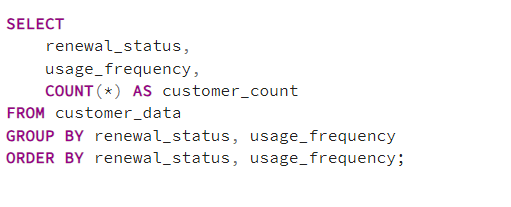 SELECT
    renewal_status,
    usage_frequency,
    COUNT(*) AS customer_count
FROM customer_data
GROUP BY renewal_status, usage_frequency
ORDER BY renewal_status, usage_frequency;